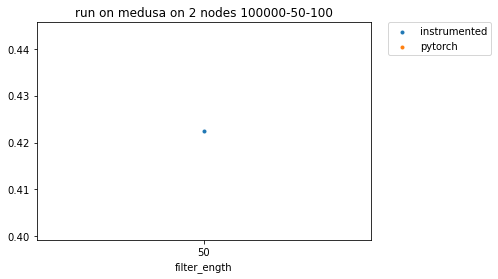 run on medusa on 2 nodes 100000-50-100
instrumented
pytorch
0.44
0.43
0.42
0.41
0.40
50
filter_ength